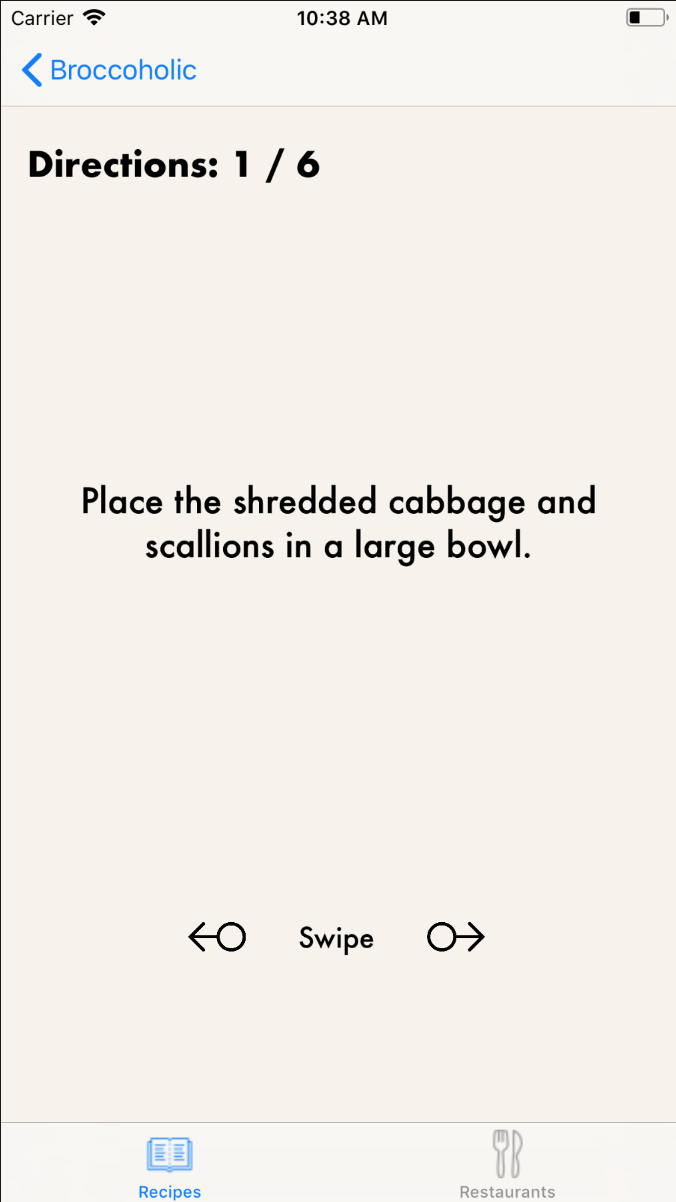 Carrier 10:38 AM
Broccoholic
Directions: 1 / 6
Place the shredded cabbage and
scallions in a large bowl.
Swipe
Recipes Restaurants